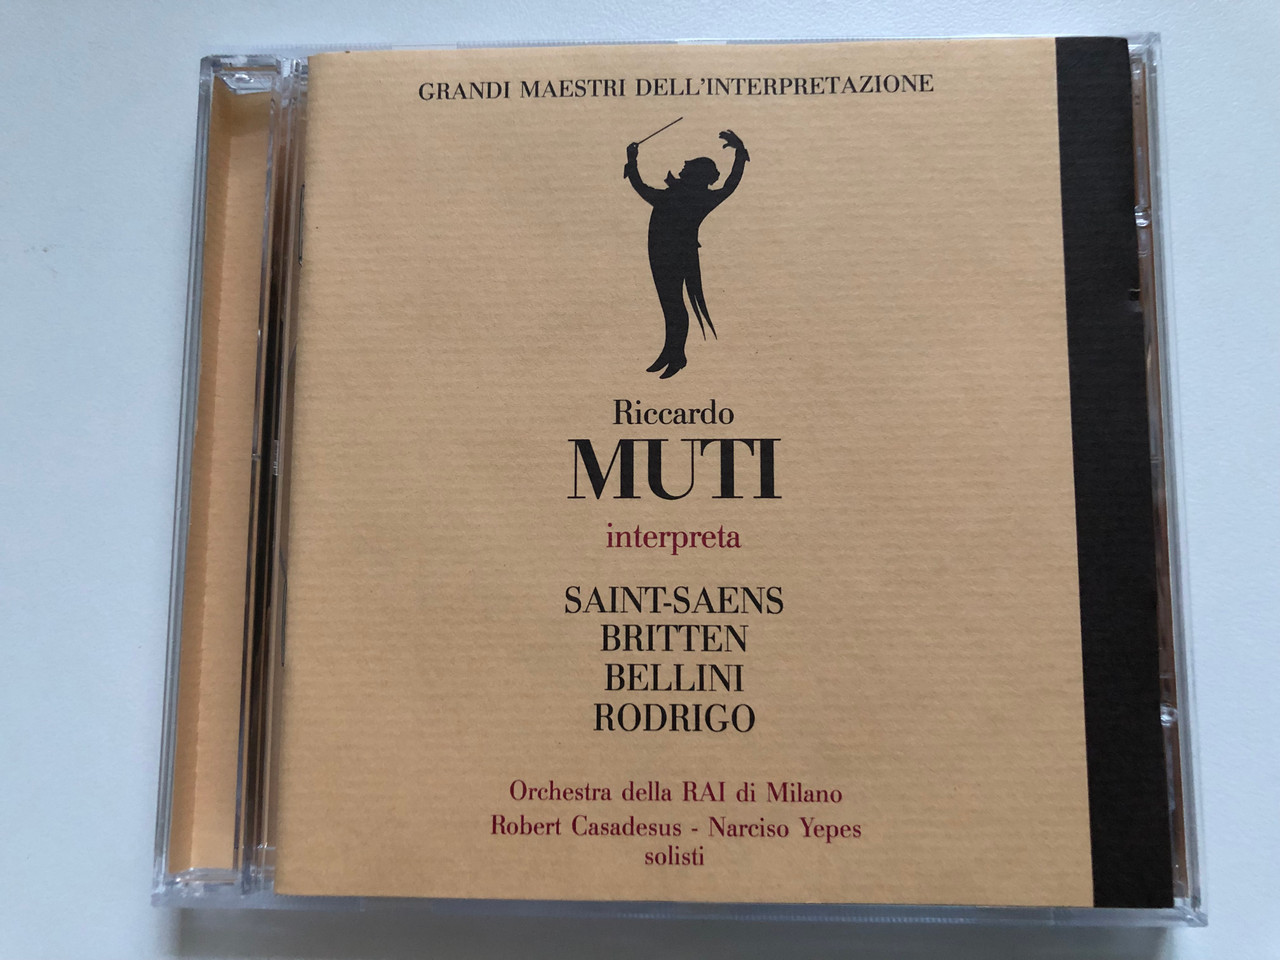 GRANDI MAESTRI DELL'INTERPRETAZIONE
Riccardo
MUTI
interpreta
SAINT-SAENS
BRITTEN
BELLINI
RODRIGO
Orchestra della RAI di Milano
Robert Casadesus - Narciso Yepes
solisti